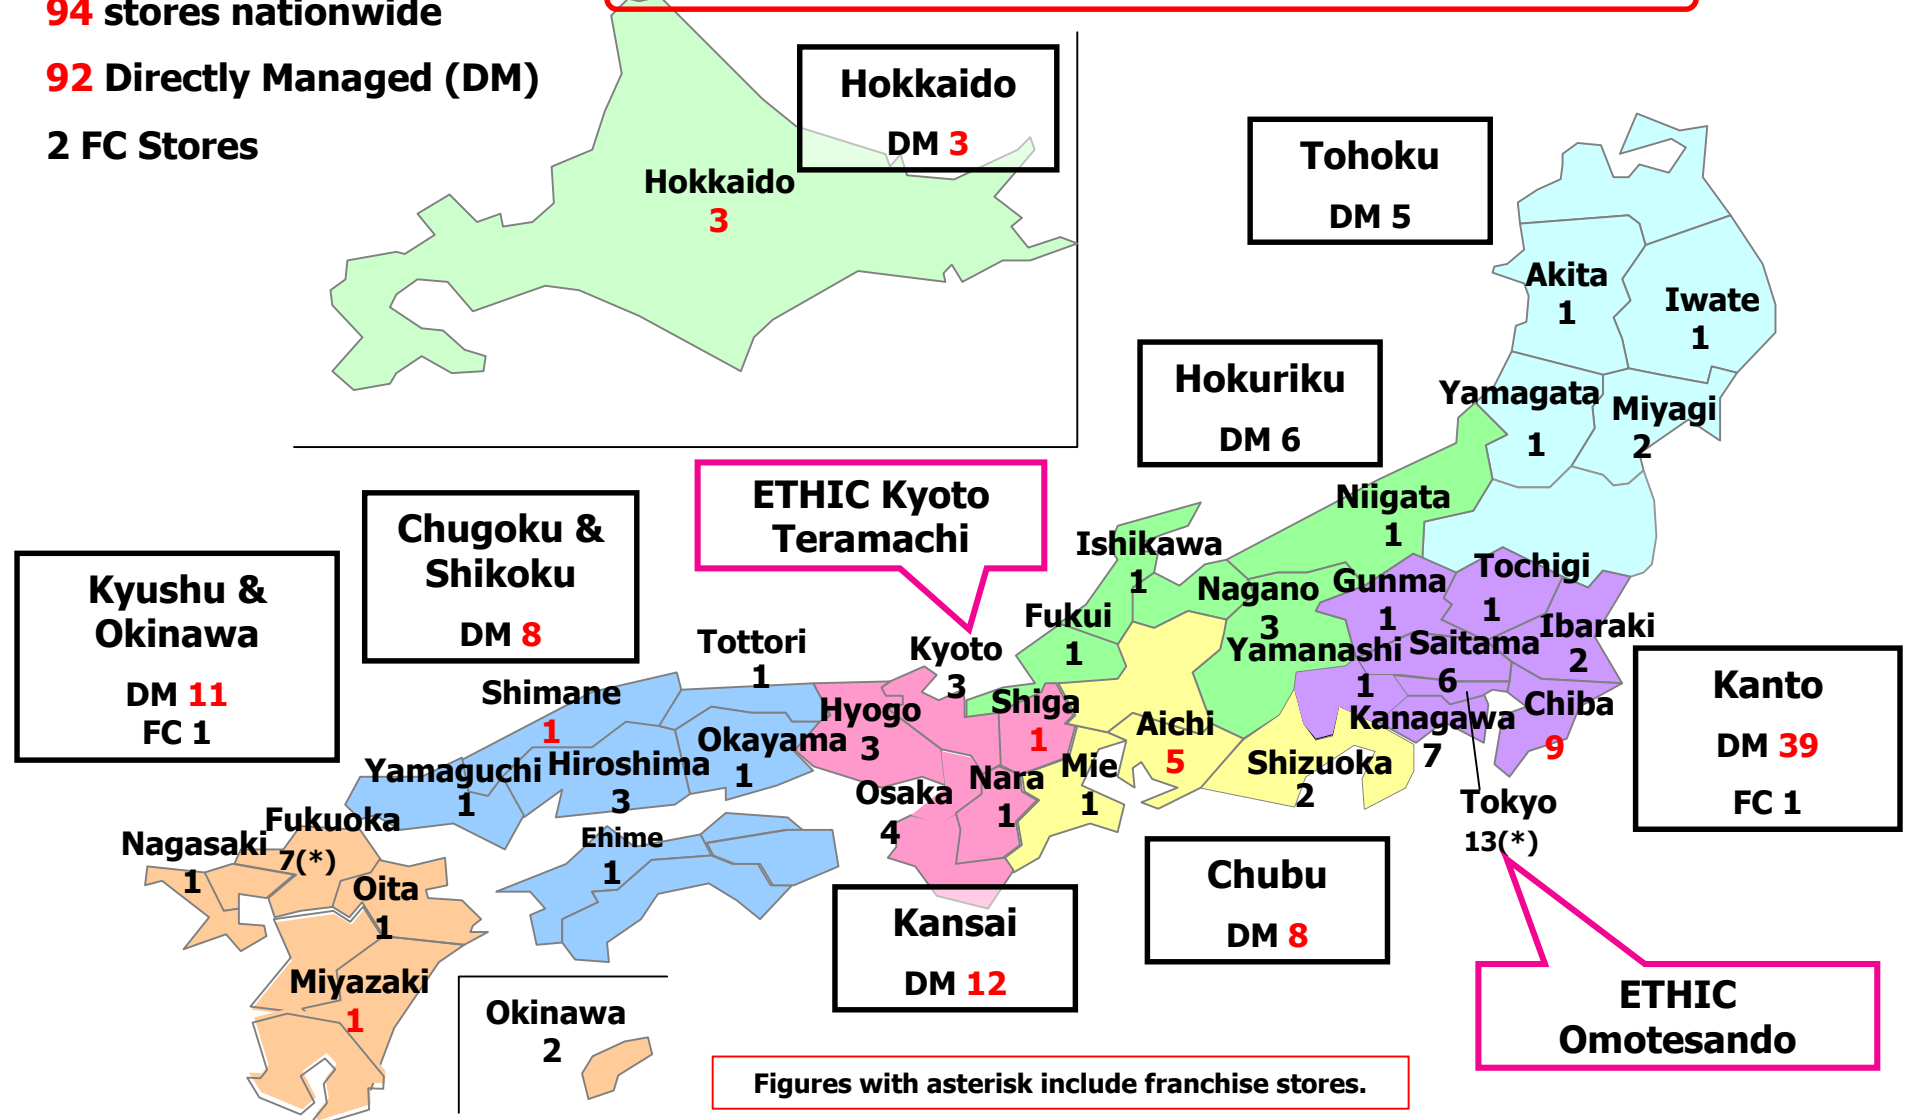 94 stores nationwide
92 Directly Managed (DM)
2 FC Stores
Hokkaido
DM 3
Hokkaido
3
Tohoku
DM 5
Akita
1
Iwate
1
Yamagata
1
Miyagi
2
Hokuriku
DM 6
Niigata
1
Ishikawa
1
Nagano
3
Fukui
1
Gunma
1
Tochigi
1
Ibaraki
2
Yamanashi
1
Saitama
6
Kanagawa
7
Chiba
9
Tokyo
13(*)
Kanto
DM 39
FC 1
ETHIC Kyoto
Teramachi
Chugoku &
Shikoku
DM 8
Kyushu &
Okinawa
DM 11
FC 1
Tottori
1
Kyoto
3
Shimane
1
Hyogo
3
Shiga
1
Okayama
1
Hiroshima
3
Yamaguchi
1
Osaka
4
Nara
1
Mie
1
Aichi
5
Shizuoka
2
Fukuoka
7(*)
Nagasaki
1
Oita
1
Ehime
1
Miyazaki
1
Okinawa
2
Kansai
DM 12
Chubu
DM 8
ETHIC
Omotesando
Figures with asterisk include franchise stores.